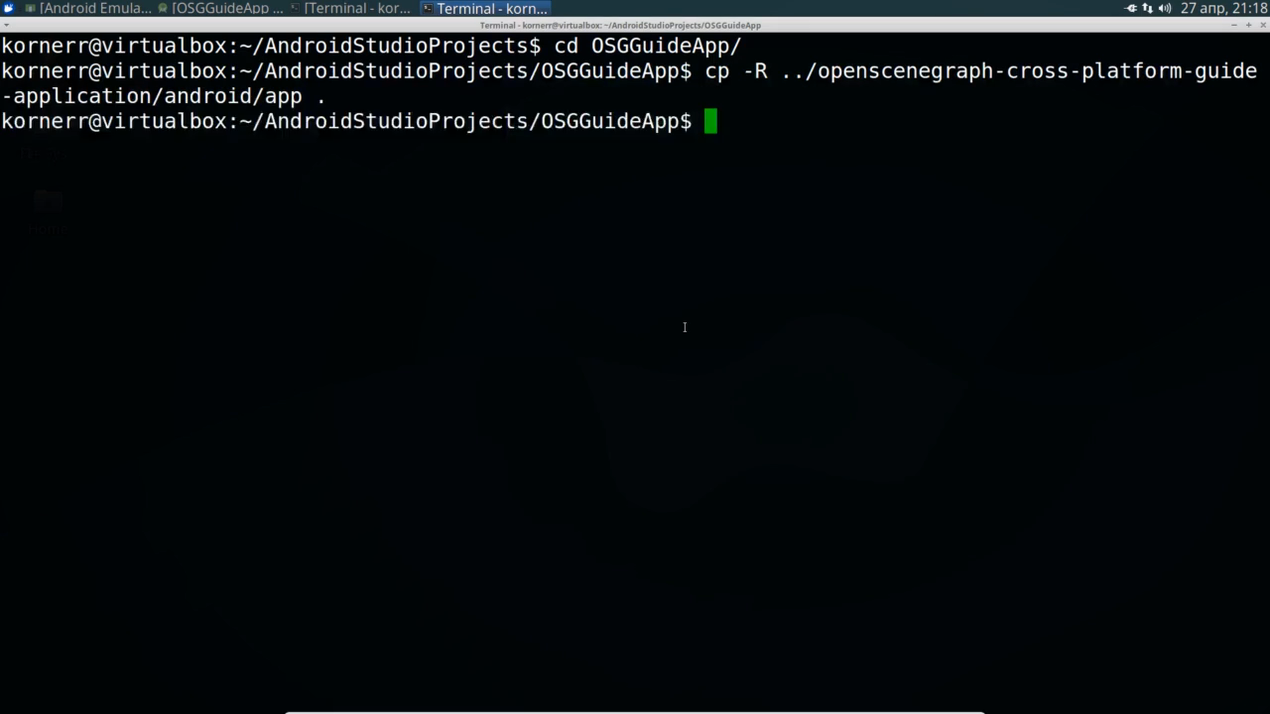 [Android Emula... [OSGGuideApp ... [Terminal - kor... Terminal - korn... 27 апр, 21:18
Terminal - kornerr@virtualbox: ~/AndroidStudioProjects/OSGGuideApp
kornerr@virtualbox:~/AndroidStudioProjects$ cd OSGGuideApp/
kornerr@virtualbox:~/AndroidStudioProjects/OSGGuideApp$ cp -R ../openscenegraph-cross-platform-guide
-application/android/app .
kornerr@virtualbox:~/AndroidStudioProjects/OSGGuideApp$